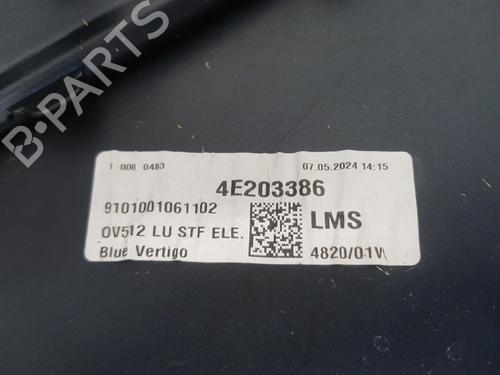 1 000 0483 07.05.2024 14:15
4E203386
9101001061102
OV512 LU STF ELE. LMS
Blue Vertigo 4820/01W
B-PARTS